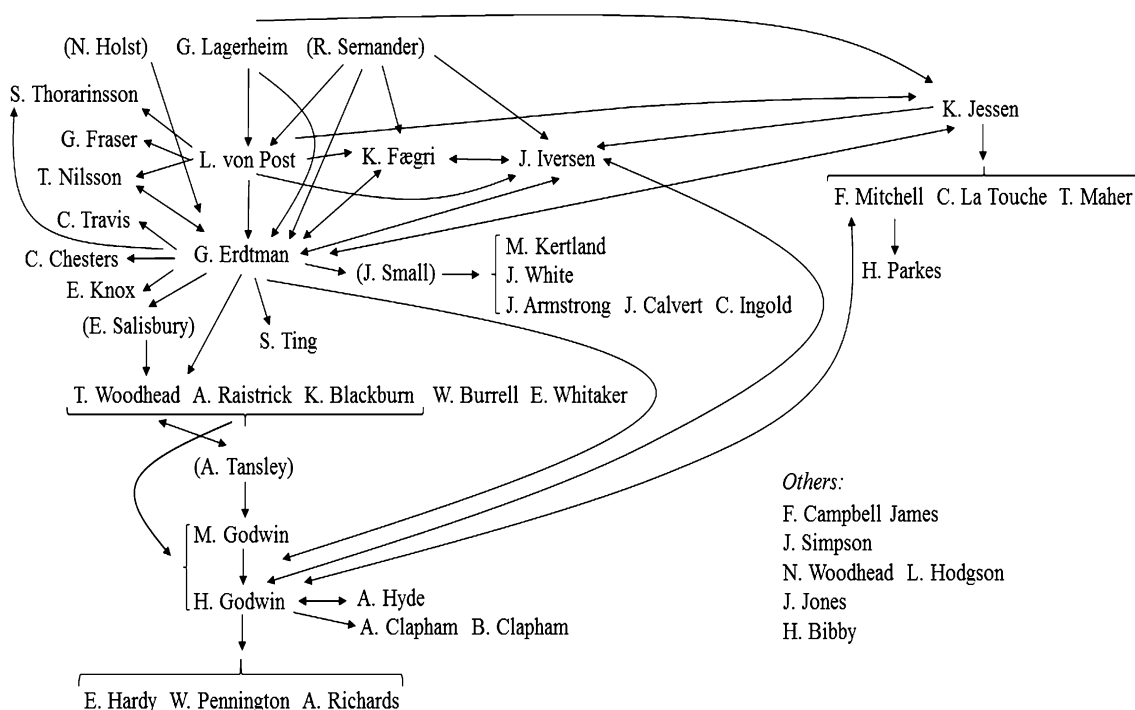 (N. Holst) G. Lagerheim (R. Sernander)
S. Thorarinsson
K. Jessen
G. Fraser
L. von Post K. Fægri J. Iversen
T. Nilsson
F. Mitchell C. La Touche T. Maher
C. Travis
M. Kertland
G. Erdtman
C. Chesters
(J. Small) J. White
H. Parkes
E. Knox
J. Armstrong J. Calvert C. Ingold
(E. Salisbury)
S. Ting
T. Woodhead A. Raistrick K. Blackburn W. Burrell E. Whitaker
(A. Tansley)
Others:
F. Campbell James
M. Godwin
J. Simpson
N. Woodhead L. Hodgson
H. Godwin A. Hyde
J. Jones
A. Clapham B. Clapham
H. Bibby
E. Hardy W. Pennington A. Richards